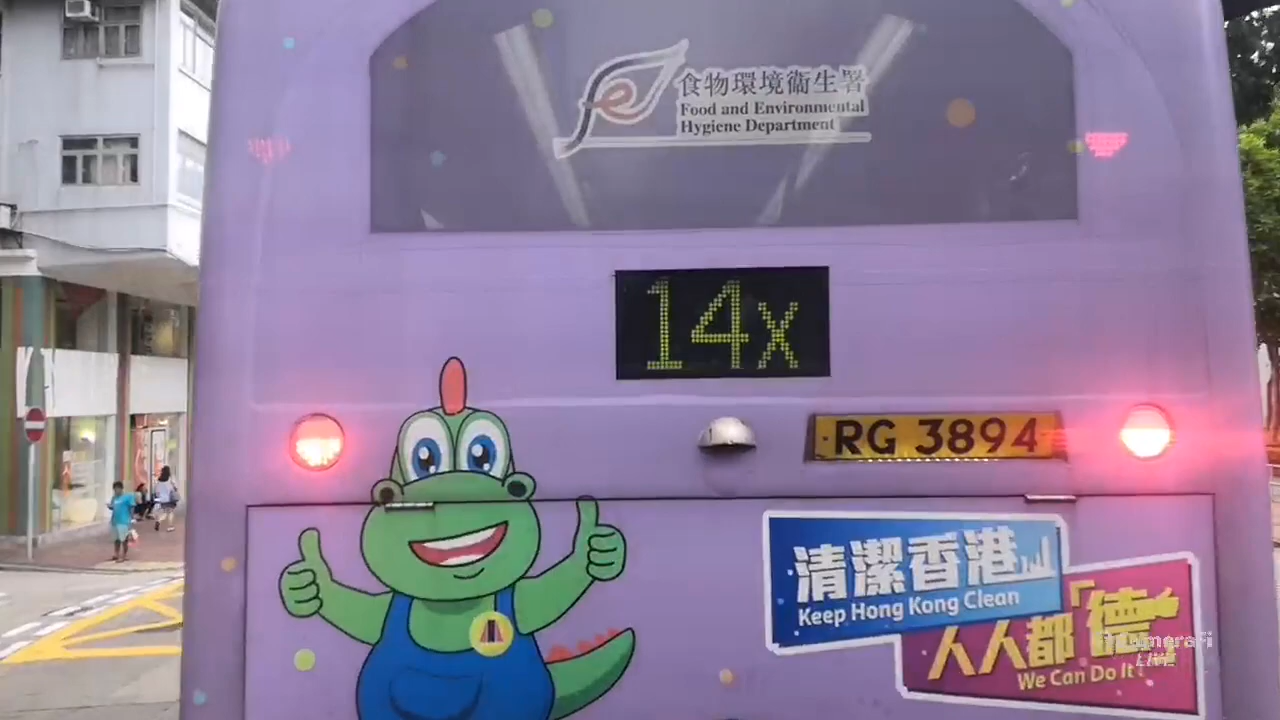 食物環境衞生署
Food and Environmental
Hygiene Department
14x
RG 3894
清潔香港
Keep Hong Kong Clean
人人都「德」
We Can Do It!